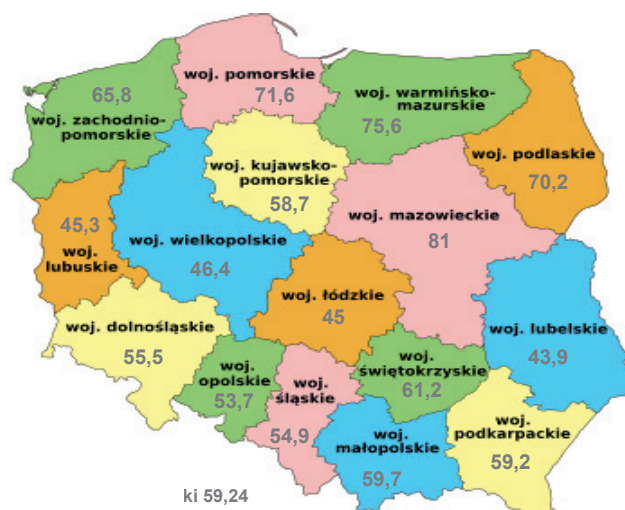 65,8
woj. zachodnio-
pomorskie
woj. pomorskie
71,6
woj. warmińsko-
mazurskie
75,6
woj. podlaskie
70,2
woj. kujawsko-
pomorskie
58,7
woj. mazowieckie
81
45,3
woj.
lubuskie
woj. wielkopolskie
46,4
woj. łódzkie
45
woj. lubelskie
43,9
woj. dolnośląskie
55,5
woj.
opolskie
53,7
woj.
śląskie
54,9
woj.
świętokrzyskie
61,2
woj.
małopolskie
59,7
woj.
podkarpackie
59,2
ki 59,24